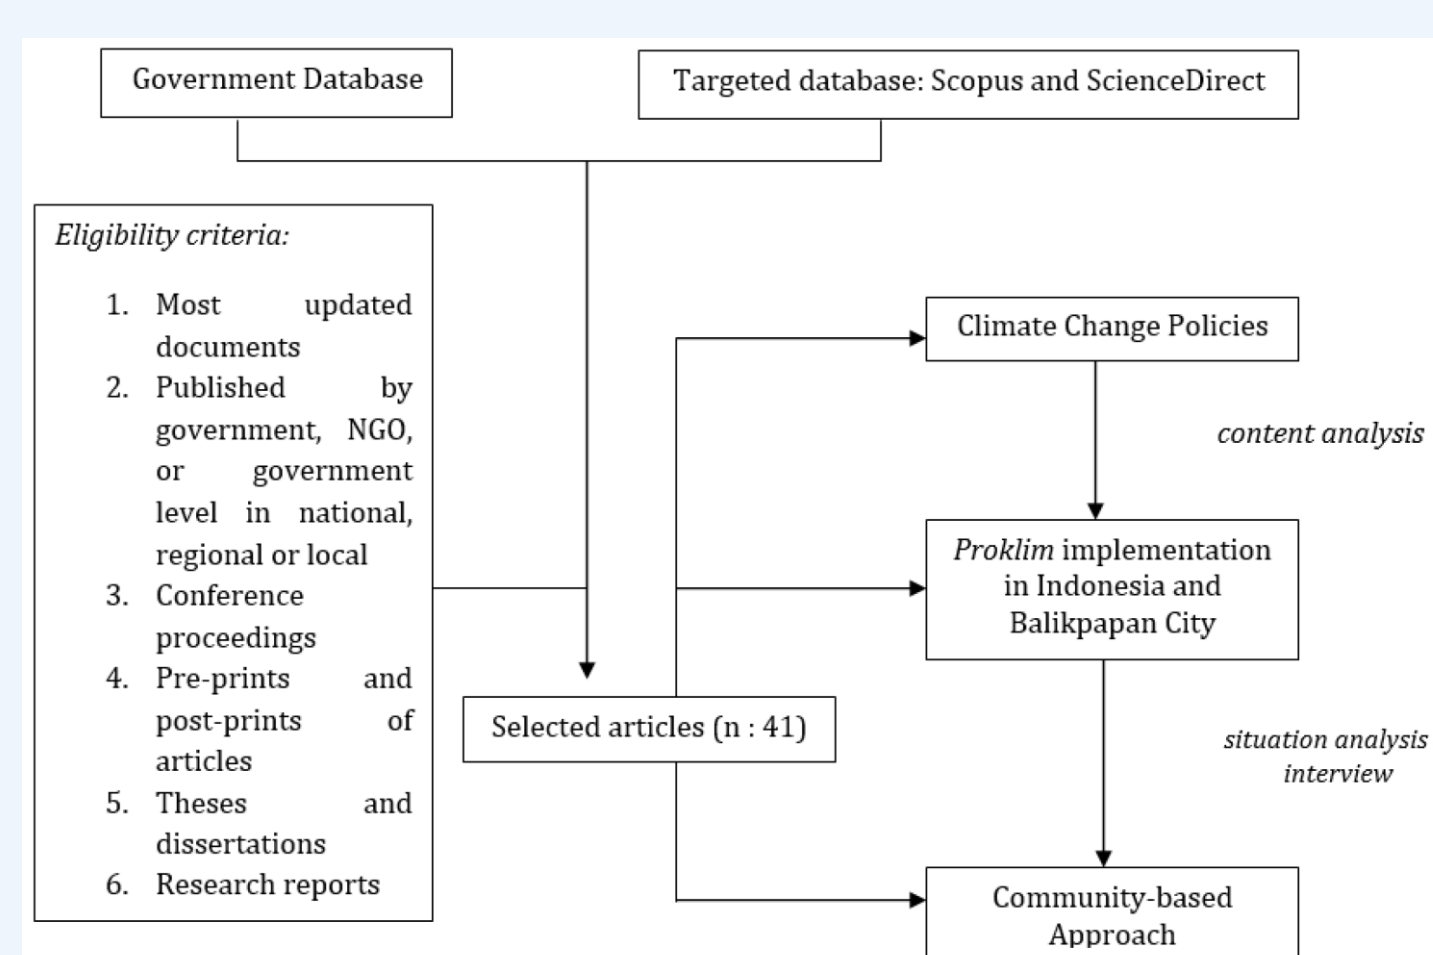 Government Database
Targeted database: Scopus and ScienceDirect
Eligibility criteria:
1. Most updated
documents
2. Published by
government, NGO,
or government
level in national,
regional or local
3. Conference
proceedings
4. Pre-prints and
post-prints of
articles
5. Theses and
dissertations
6. Research reports
Selected articles (n : 41)
Climate Change Policies
content analysis
Proklim implementation
in Indonesia and
Balikpapan City
situation analysis
interview
Community-based
Approach